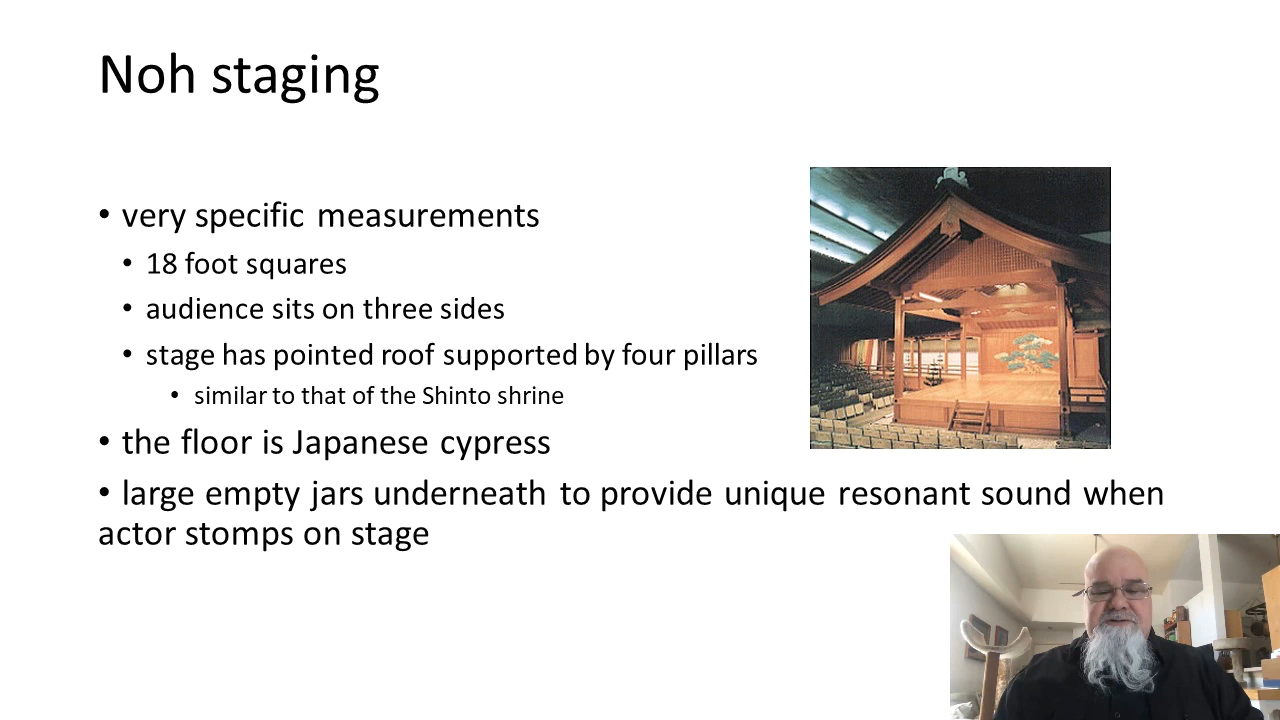 Noh staging
• very specific measurements
• 18 foot squares
• audience sits on three sides
• stage has pointed roof supported by four pillars
• similar to that of the Shinto shrine
• the floor is Japanese cypress
• large empty jars underneath to provide unique resonant sound when
actor stomps on stage